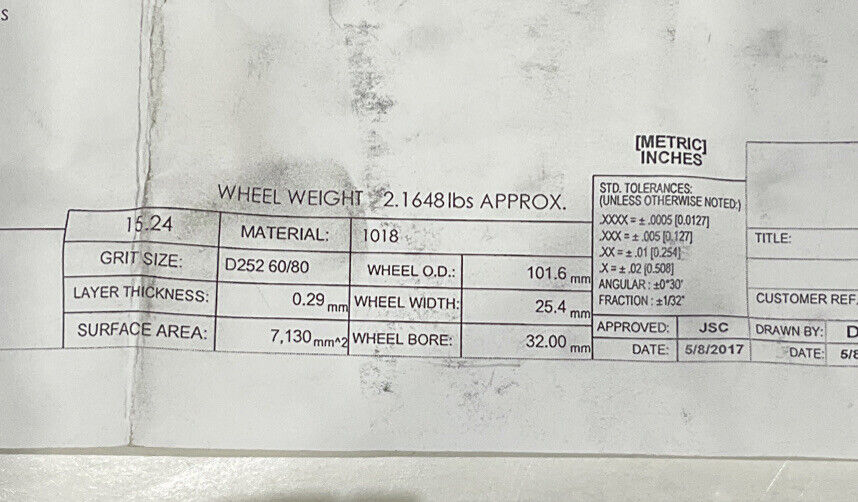 S
[METRIC]
INCHES
WHEEL WEIGHT 2.1648lbs APPROX.
15.24
MATERIAL: 1018
GRIT SIZE: D252 60/80 WHEEL O.D.: 101.6 mm
LAYER THICKNESS: 0.29 mm WHEEL WIDTH: 25.4 mm
SURFACE AREA: 7,130 mm^2 WHEEL BORE: 32.00 mm
STD. TOLERANCES:
(UNLESS OTHERWISE NOTED:)
.XXXX = ± .0005 [0.0127]
.XXX = ± .005 [0.127]
.XX = ± .01 [0.254]
.X = ± .02 [0.508]
ANGULAR : ±0°30'
FRACTION : ±1/32"
APPROVED: JSC
DATE: 5/8/2017
TITLE:
CUSTOMER REF.
DRAWN BY: D
DATE: 5/8